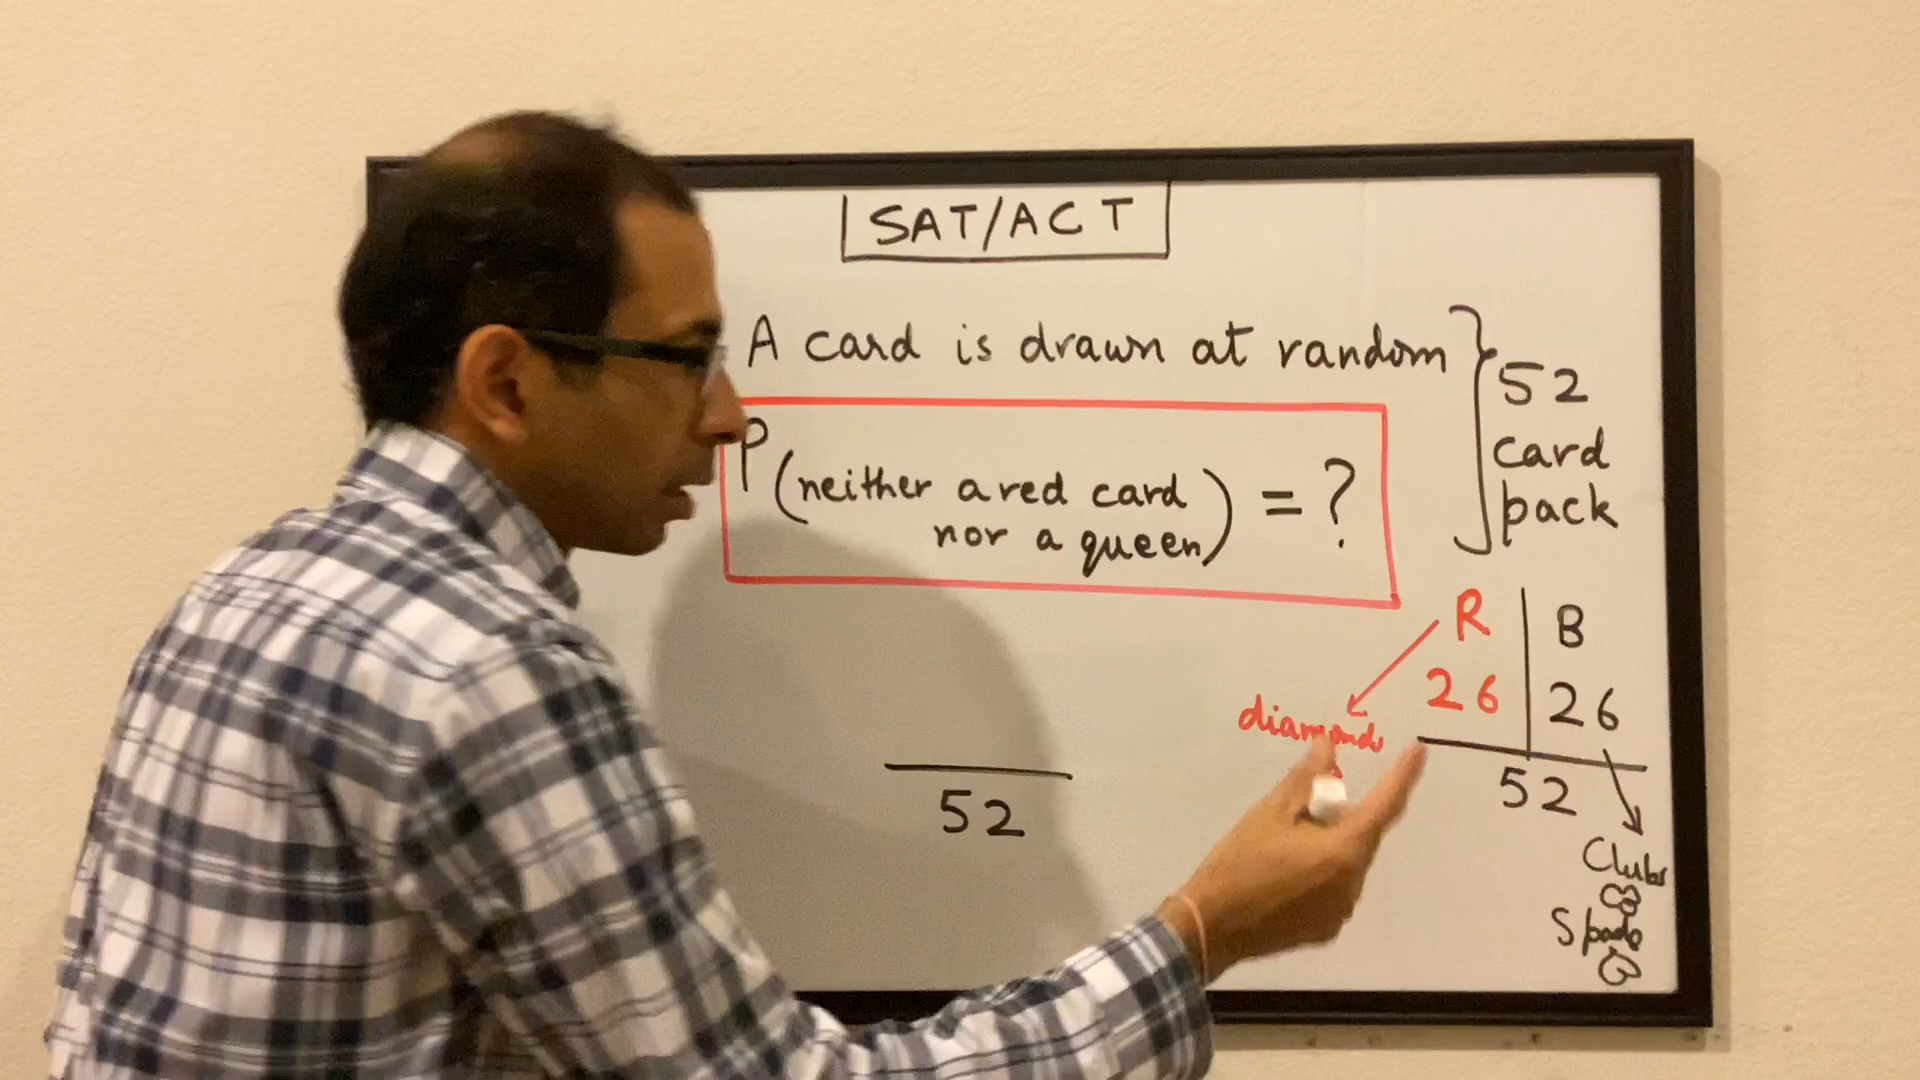 SAT/ACT
A card is drawn at random
52
card
pack
P (neither a red card
nor a queen) = ?
R B
26 26
diamonds
52
52
Clubs
Spade